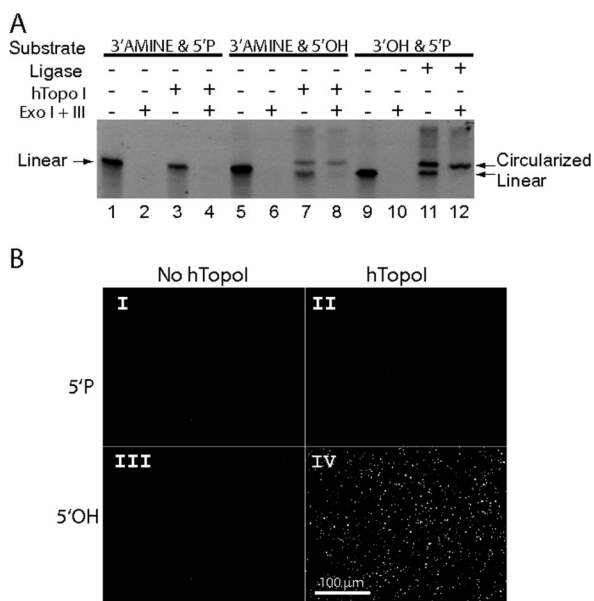 A
Substrate 3'AMINE & 5'P 3'AMINE & 5'OH 3'OH & 5'P
Ligase - - - - - - - - - - + +
hTopo I - - + + - - + + - - - -
Exo I + III - + - + - + - + - + - +
Linear
Circularized
Linear
1 2 3 4 5 6 7 8 9 10 11 12
B
No hTopoI hTopoI
I II
5'P
III IV
5'OH
100 µm